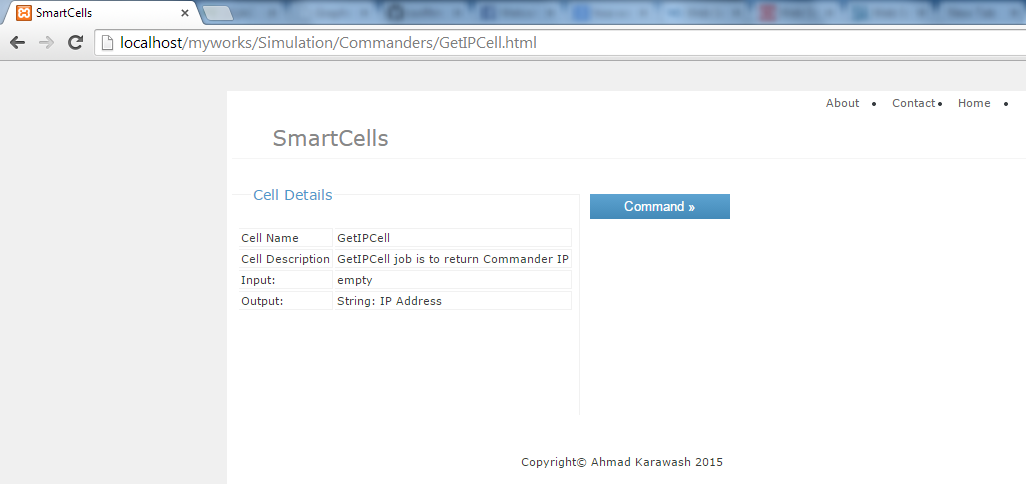 SmartCells
localhost/myworks/Simulation/Commanders/GetIPCell.html
About • Contact • Home •
SmartCells
Cell Details
Command »
Cell Name GetIPCell
Cell Description GetIPCell job is to return Commander IP
Input: empty
Output: String: IP Address
Copyright© Ahmad Karawash 2015